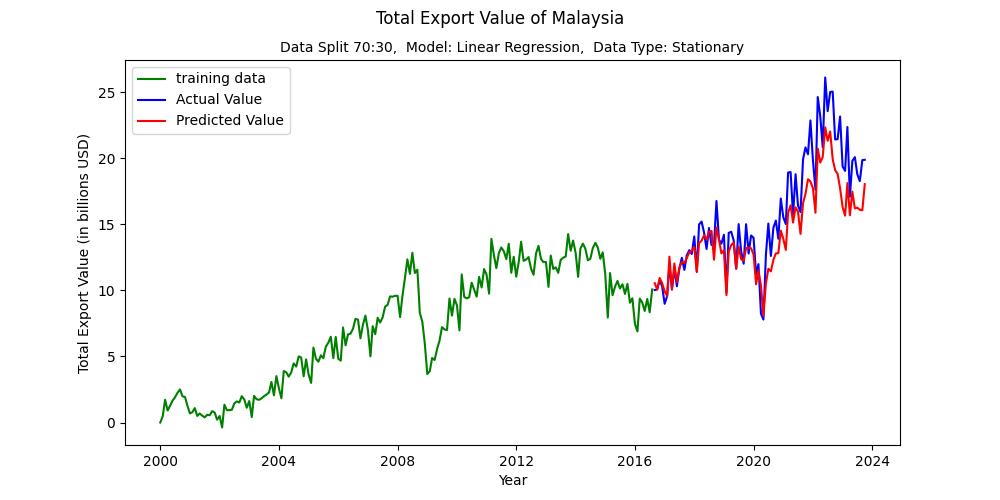 Total Export Value of Malaysia
Data Split 70:30,  Model: Linear Regression,  Data Type: Stationary
training data
Actual Value
Predicted Value
Total Export Value (in billions USD)
25
20
15
10
5
0
2000 2004 2008 2012 2016 2020 2024
Year